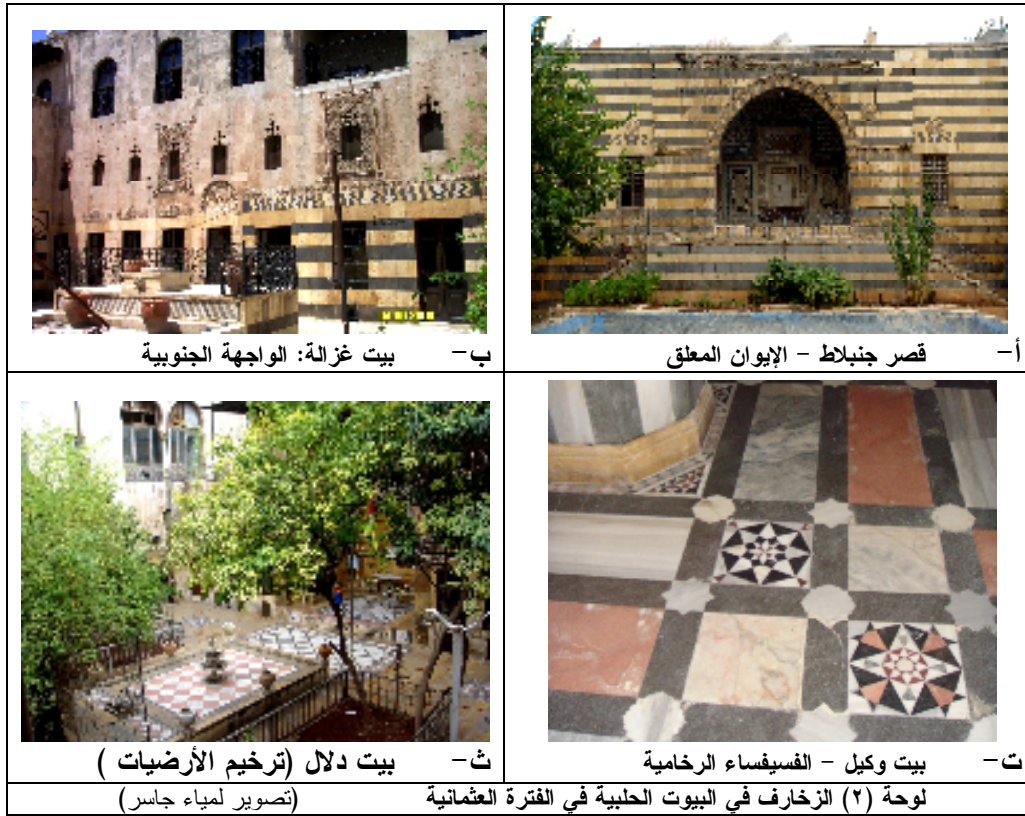 أ- قصر جنبلاط - الإيوان المعلق
ب- بيت غزالة: الواجهة الجنوبية
ت- بيت وكيل - الفسيفساء الرخامية
ث- بيت دلال (ترخيم الأرضيات )
لوحة (٢) الزخارف في البيوت الحلبية في الفترة العثمانية (تصوير لمياء جاسر)